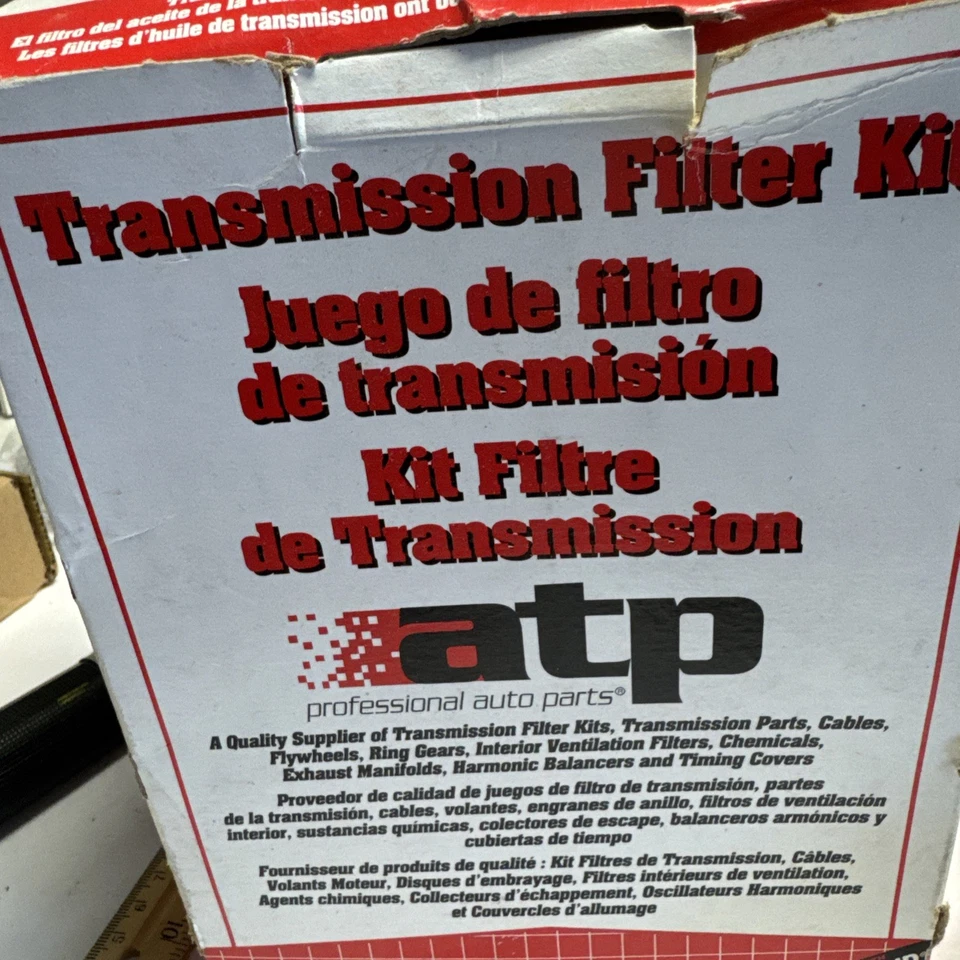 El filtro del aceite de la
Les filtres d'huile de transmission ont
Transmission Filter Kit
Juego de filtro
de transmisión
Kit Filtre
de Transmission
atp
professional auto parts®
A Quality Supplier of Transmission Filter Kits, Transmission Parts, Cables,
Flywheels, Ring Gears, Interior Ventilation Filters, Chemicals,
Exhaust Manifolds, Harmonic Balancers and Timing Covers
Proveedor de calidad de juegos de filtro de transmisión, partes
de la transmisión, cables, volantes, engranes de anillo, filtros de ventilación
interior, sustancias químicas, colectores de escape, balanceros armónicos y
cubiertas de tiempo
Fournisseur de produits de qualité : Kit Filtres de Transmission, Câbles,
Volants Moteur, Disques d'embrayage, Filtres intérieurs de ventilation,
Agents chimiques, Collecteurs d'échappement, Oscillateurs Harmoniques
et Couvercles d'allumage
10